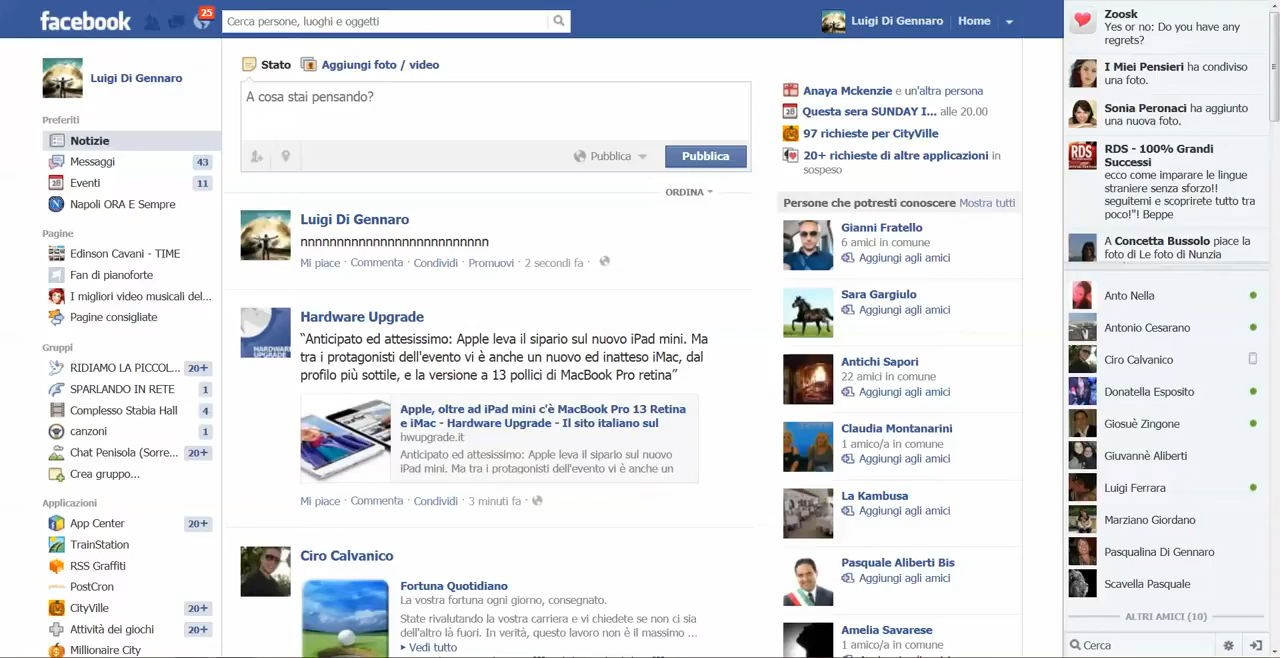 facebook
25
Cerca persone, luoghi e oggetti
Luigi Di Gennaro
Home
Luigi Di Gennaro
Preferiti
Notizie
Messaggi 43
Eventi 11
Napoli ORA E Sempre
Pagine
Edinson Cavani - TIME
Fan di pianoforte
I migliori video musicali del...
Pagine consigliate
Gruppi
RIDIAMO LA PICCOL... 20+
SPARLANDO IN RETE 1
Complesso Stabia Hall 4
canzoni 1
Chat Penisola (Sorre... 20+
Crea gruppo...
Applicazioni
App Center 20+
TrainStation
RSS Graffiti
PostCron
CityVille 20+
Attività dei giochi 20+
Millionaire City
Stato Aggiungi foto / video
A cosa stai pensando?
Pubblica Pubblica
ORDINA
Luigi Di Gennaro
nnnnnnnnnnnnnnnnnnnnnnnnnn
Mi piace · Commenta · Condividi · Promuovi · 2 secondi fa ·
Hardware Upgrade
“Anticipato ed attesissimo: Apple leva il sipario sul nuovo iPad mini. Ma
tra i protagonisti dell'evento vi è anche un nuovo ed inatteso iMac, dal
profilo più sottile, e la versione a 13 pollici di MacBook Pro retina”
HARDWARE
UPGRADE
Apple, oltre ad iPad mini c'è MacBook Pro 13 Retina
e iMac - Hardware Upgrade - Il sito italiano sul
hwupgrade.it
Anticipato ed attesissimo: Apple leva il sipario sul nuovo
iPad mini. Ma tra i protagonisti dell'evento vi è anche un
Mi piace · Commenta · Condividi · 3 minuti fa ·
Ciro Calvanico
Fortuna Quotidiano
La vostra fortuna ogni giorno, consegnato.
State rivalutando la vostra carriera e vi chiedete se non ci sia
dell'altro là fuori. In verità, questo lavoro non è il massimo ...
Vedi tutto
Anaya Mckenzie e un'altra persona
28 Questa sera SUNDAY I... alle 20.00
97 richieste per CityVille
20+ richieste di altre applicazioni in
sospeso
Persone che potresti conoscere Mostra tutti
Gianni Fratello
6 amici in comune
Aggiungi agli amici
Sara Gargiulo
Aggiungi agli amici
Antichi Sapori
22 amici in comune
Aggiungi agli amici
Claudia Montanarini
1 amico/a in comune
Aggiungi agli amici
La Kambusa
Aggiungi agli amici
Pasquale Aliberti Bis
Aggiungi agli amici
Amelia Savarese
1 amico/a in comune
Zoosk
Yes or no: Do you have any
regrets?
I Miei Pensieri ha condiviso
una foto.
Sonia Peronaci ha aggiunto
una nuova foto.
RDS
RDS - 100% Grandi
Successi
ecco come imparare le lingue
straniere senza sforzo!!
seguitemi e scoprirete tutto tra
poco!"! Beppe
A Concetta Bussolo piace la
foto di Le foto di Nunzia
Anto Nella
Antonio Cesarano
Ciro Calvanico
Donatella Esposito
Giosuè Zingone
Giuvannè Aliberti
Luigi Ferrara
Marziano Giordano
Pasqualina Di Gennaro
Scavella Pasquale
ALTRI AMICI (10)
Cerca